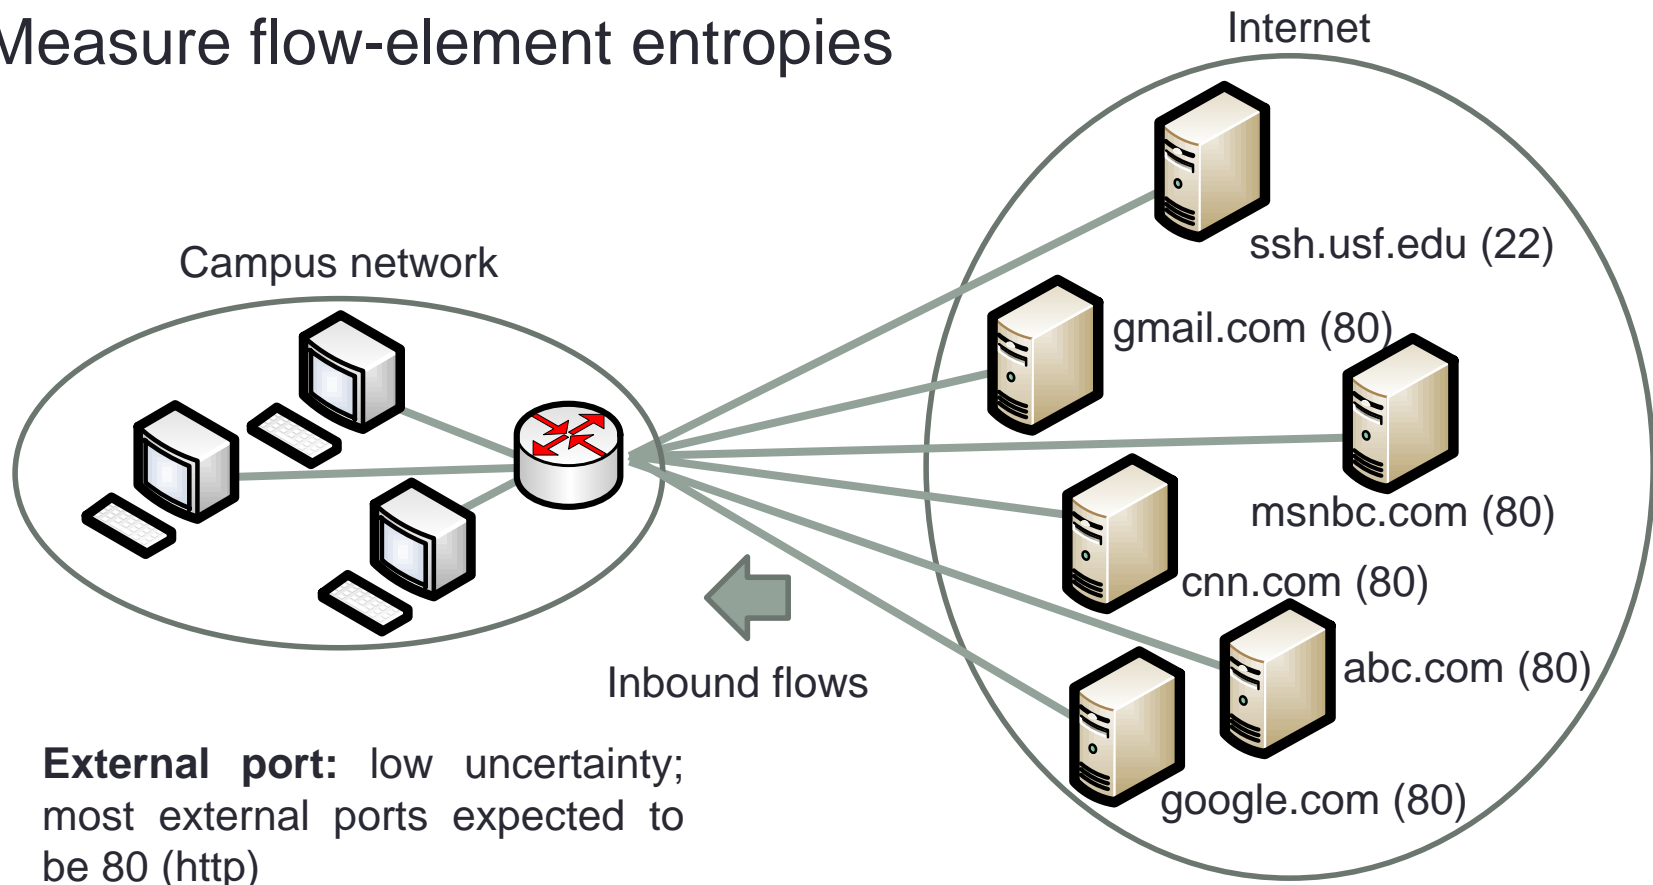 Measure flow-element entropies
Internet
ssh.usf.edu (22)
Campus network
gmail.com (80)
msnbc.com (80)
cnn.com (80)
abc.com (80)
Inbound flows
google.com (80)
External port: low uncertainty;
most external ports expected to
be 80 (http)